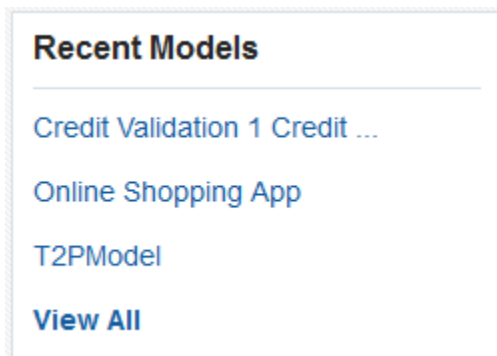 Recent Models
Credit Validation 1 Credit ...
Online Shopping App
T2PModel
View All